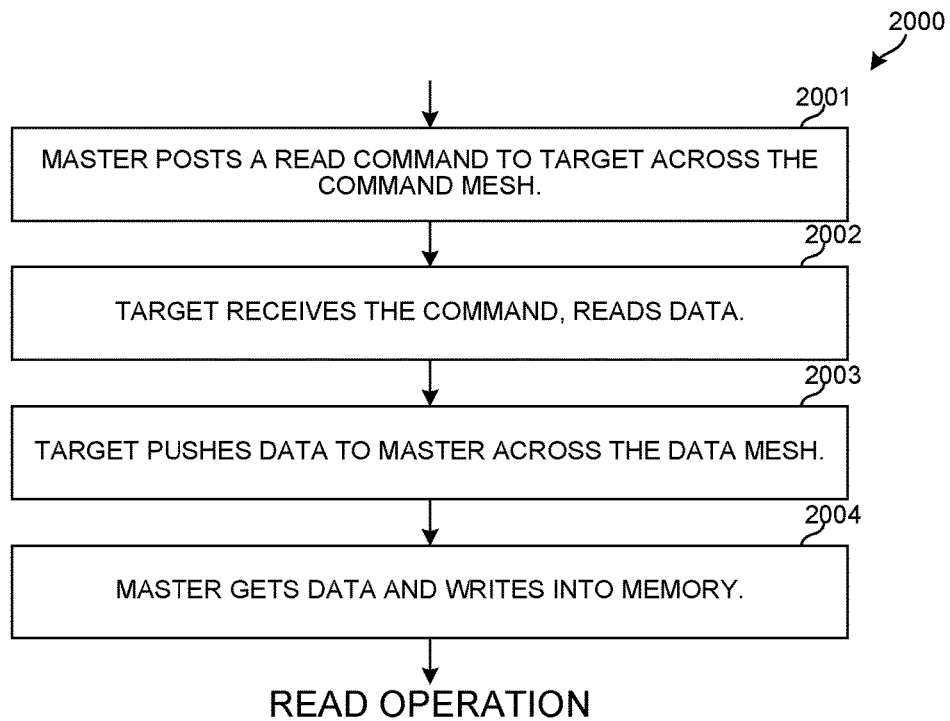 2000
2001
MASTER POSTS A READ COMMAND TO TARGET ACROSS THE
COMMAND MESH.
2002
TARGET RECEIVES THE COMMAND, READS DATA.
2003
TARGET PUSHES DATA TO MASTER ACROSS THE DATA MESH.
2004
MASTER GETS DATA AND WRITES INTO MEMORY.
READ OPERATION